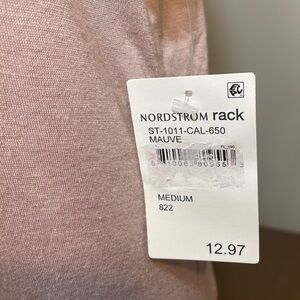 NORDSTROM rack
ST-1011-CAL-650
MAUVE
MEDIUM
822
12.97